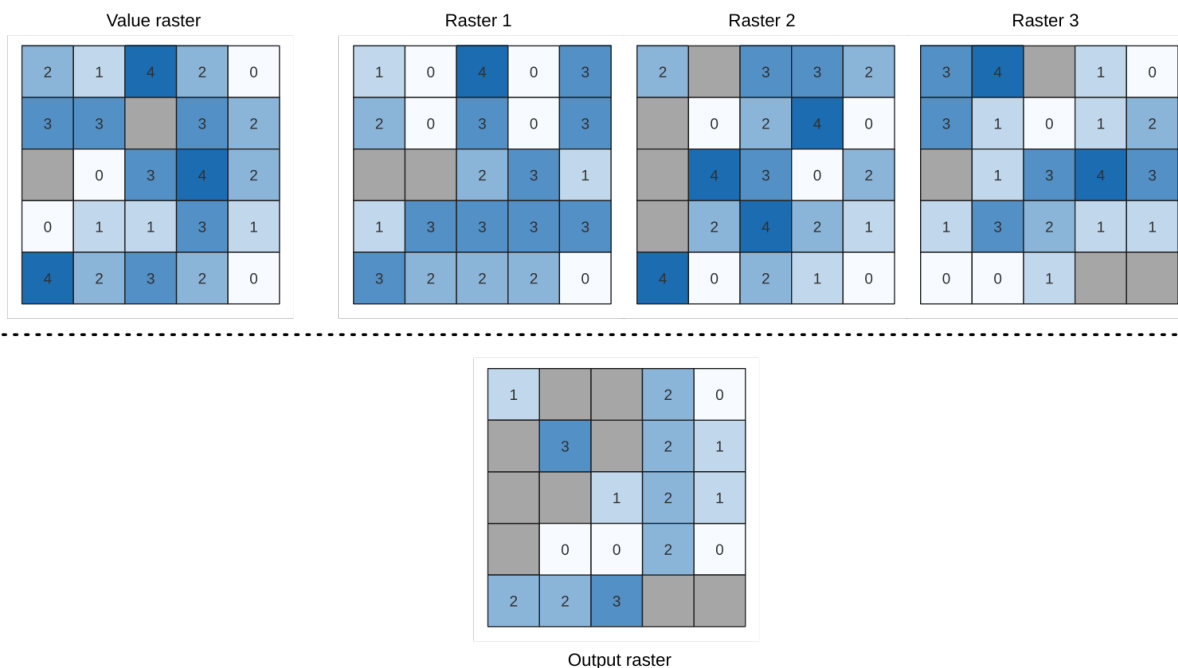 Value raster Raster 1 Raster 2 Raster 3
2 1 4 2 0 1 0 4 0 3 2 3 3 2 3 4 1 0
3 3 3 2 2 0 3 0 3 0 2 4 0 3 1 0 1 2
0 3 4 2 2 3 1 4 3 0 2 1 3 4 3
0 1 1 3 1 1 3 3 3 3 2 4 2 1 1 3 2 1 1
4 2 3 2 0 3 2 2 2 0 4 0 2 1 0 0 0 1
1 2 0
3 2 1
1 2 1
0 0 2 0
2 2 3
Output raster